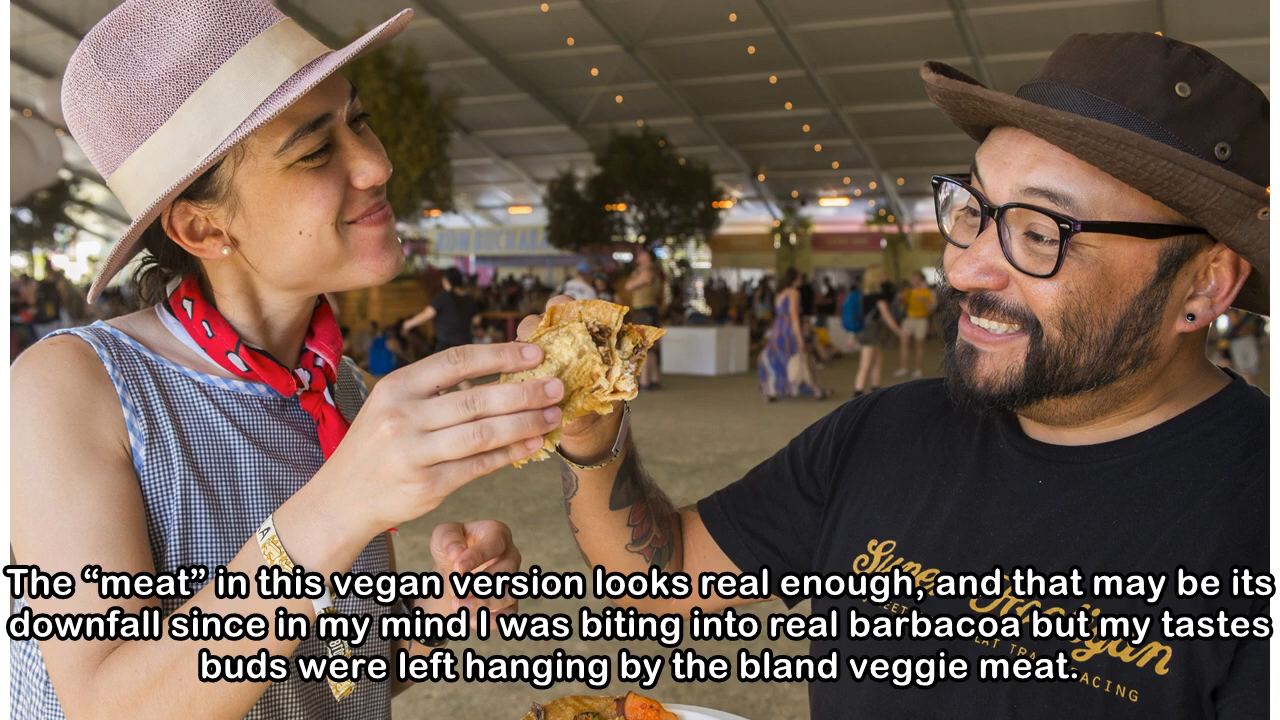 The “meat” in this vegan version looks real enough, and that may be its
downfall since in my mind I was biting into real barbacoa but my tastes
buds were left hanging by the bland veggie meat.
ACING